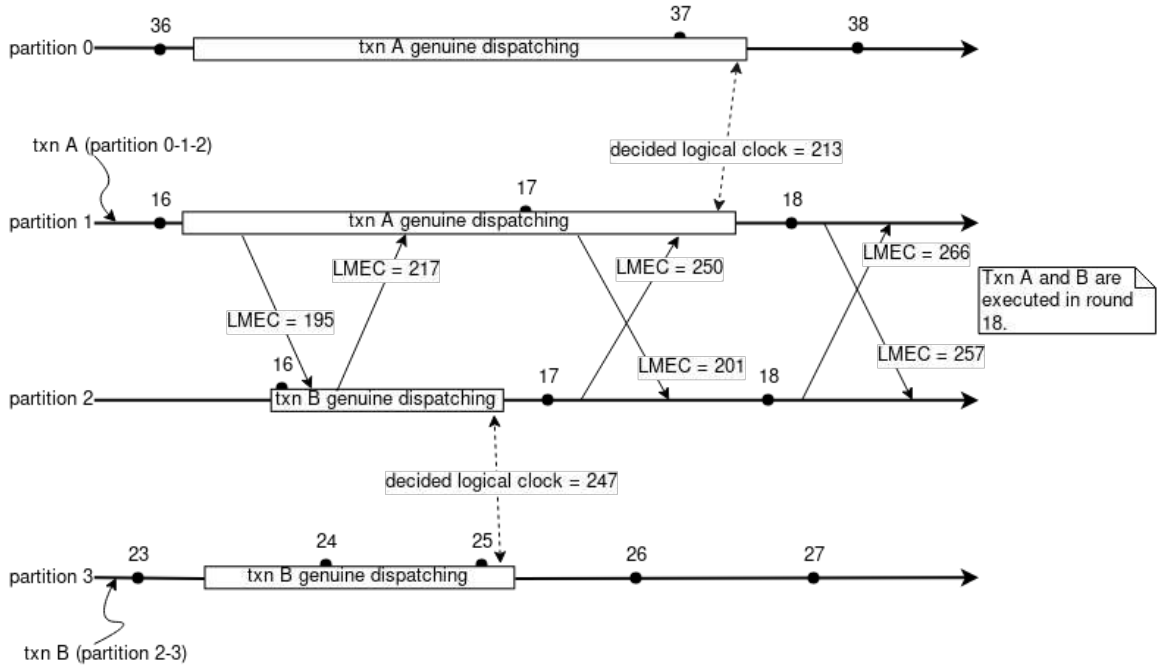 36
37
38
partition 0
txn A genuine dispatching
txn A (partition 0-1-2)
decided logical clock = 213
16
17
18
partition 1
txn A genuine dispatching
LMEC = 217
LMEC = 250
LMEC = 266
Txn A and B are
executed in round
18.
LMEC = 195
LMEC = 201
LMEC = 257
16
17
18
partition 2
txn B genuine dispatching
decided logical clock = 247
23
24
25
26
27
partition 3
txn B genuine dispatching
txn B (partition 2-3)